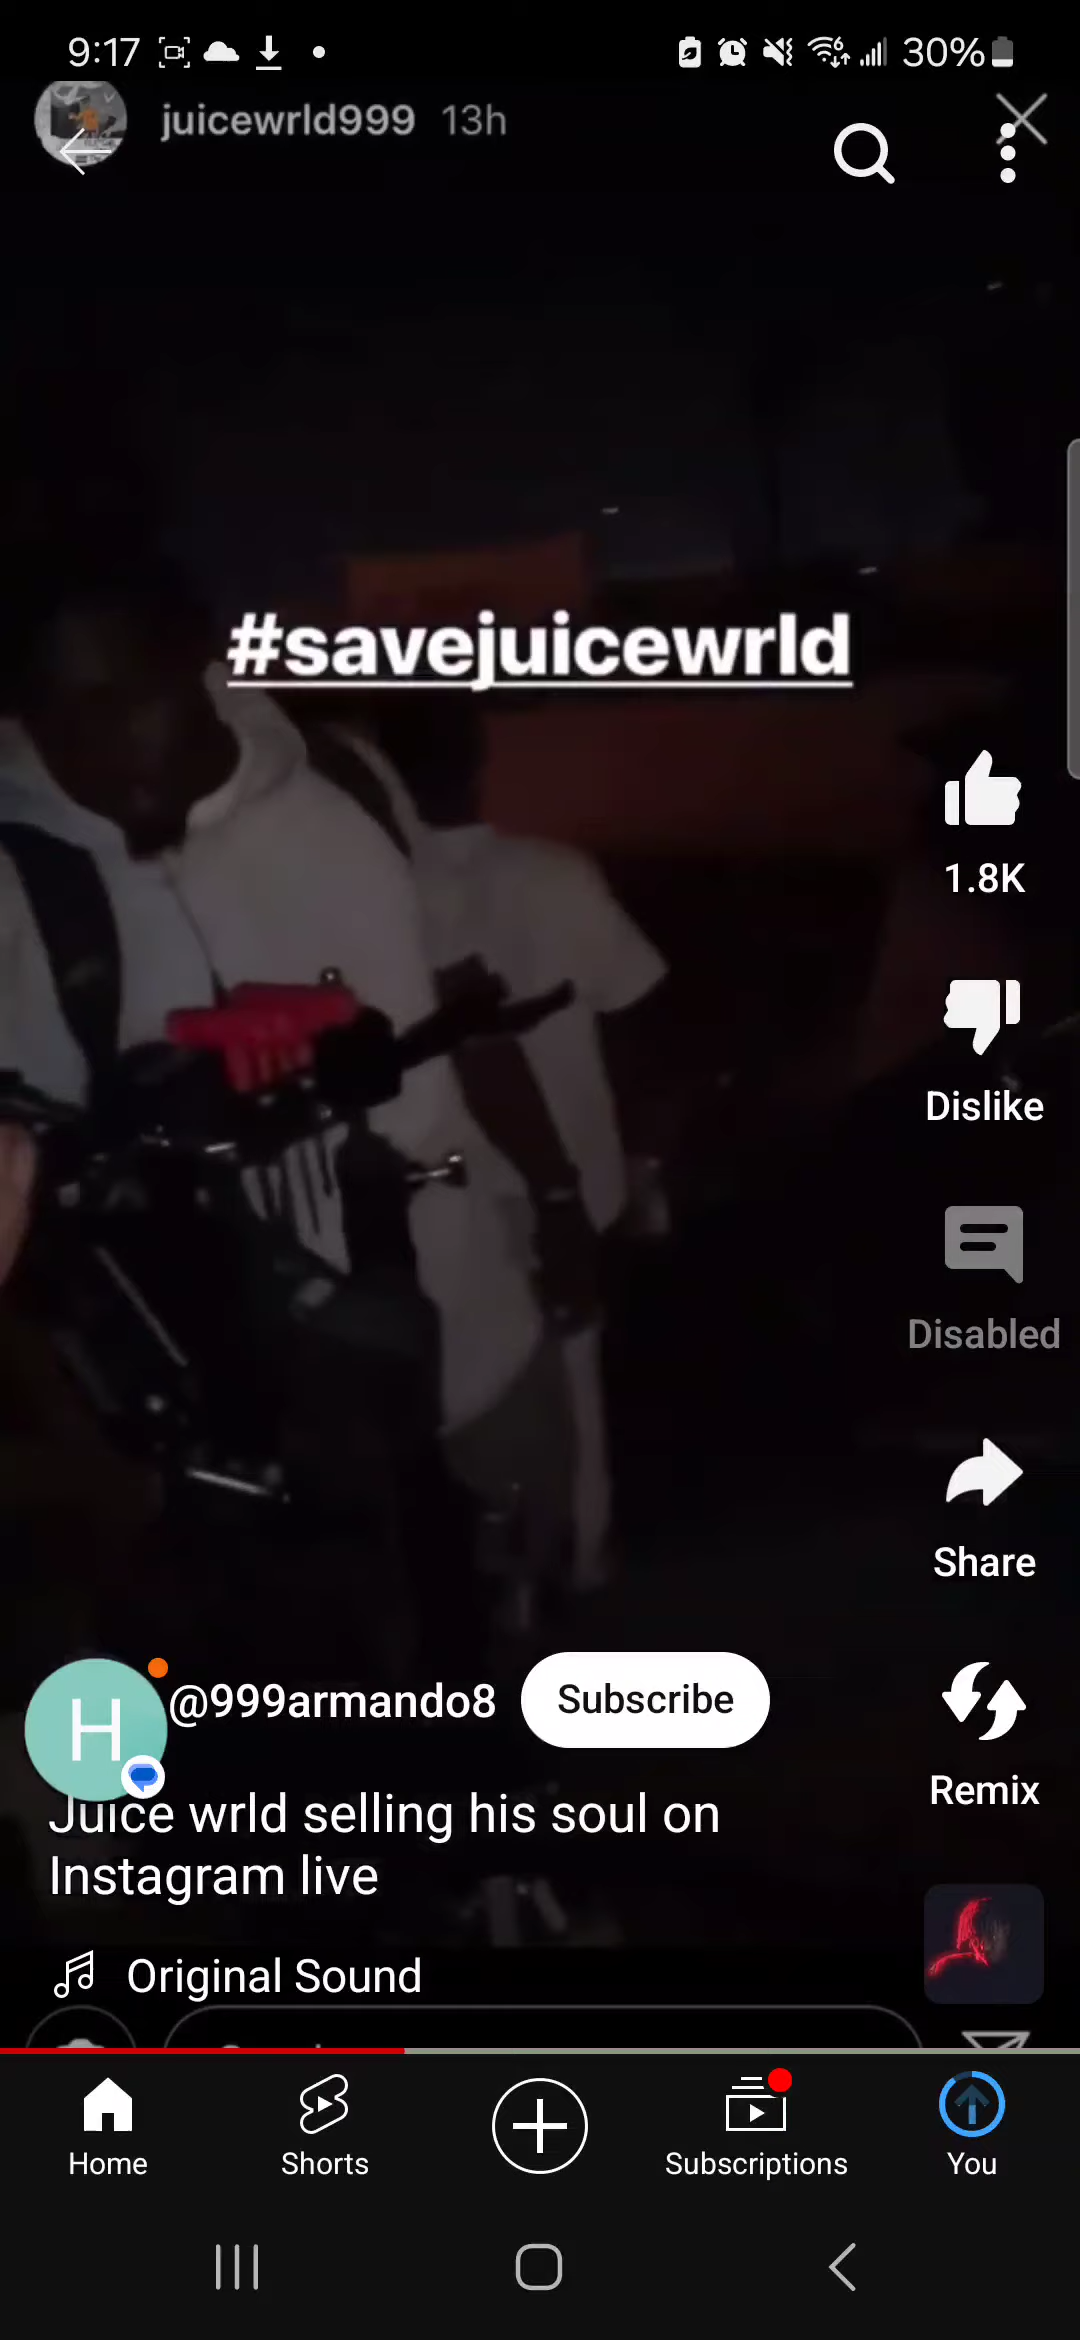 9:17
6
30%
juicewrld999 13h
#savejuicewrld
1.8K
Dislike
Disabled
Share
H
@999armando8 Subscribe
Remix
Juice wrld selling his soul on
Instagram live
Original Sound
Home Shorts Subscriptions You